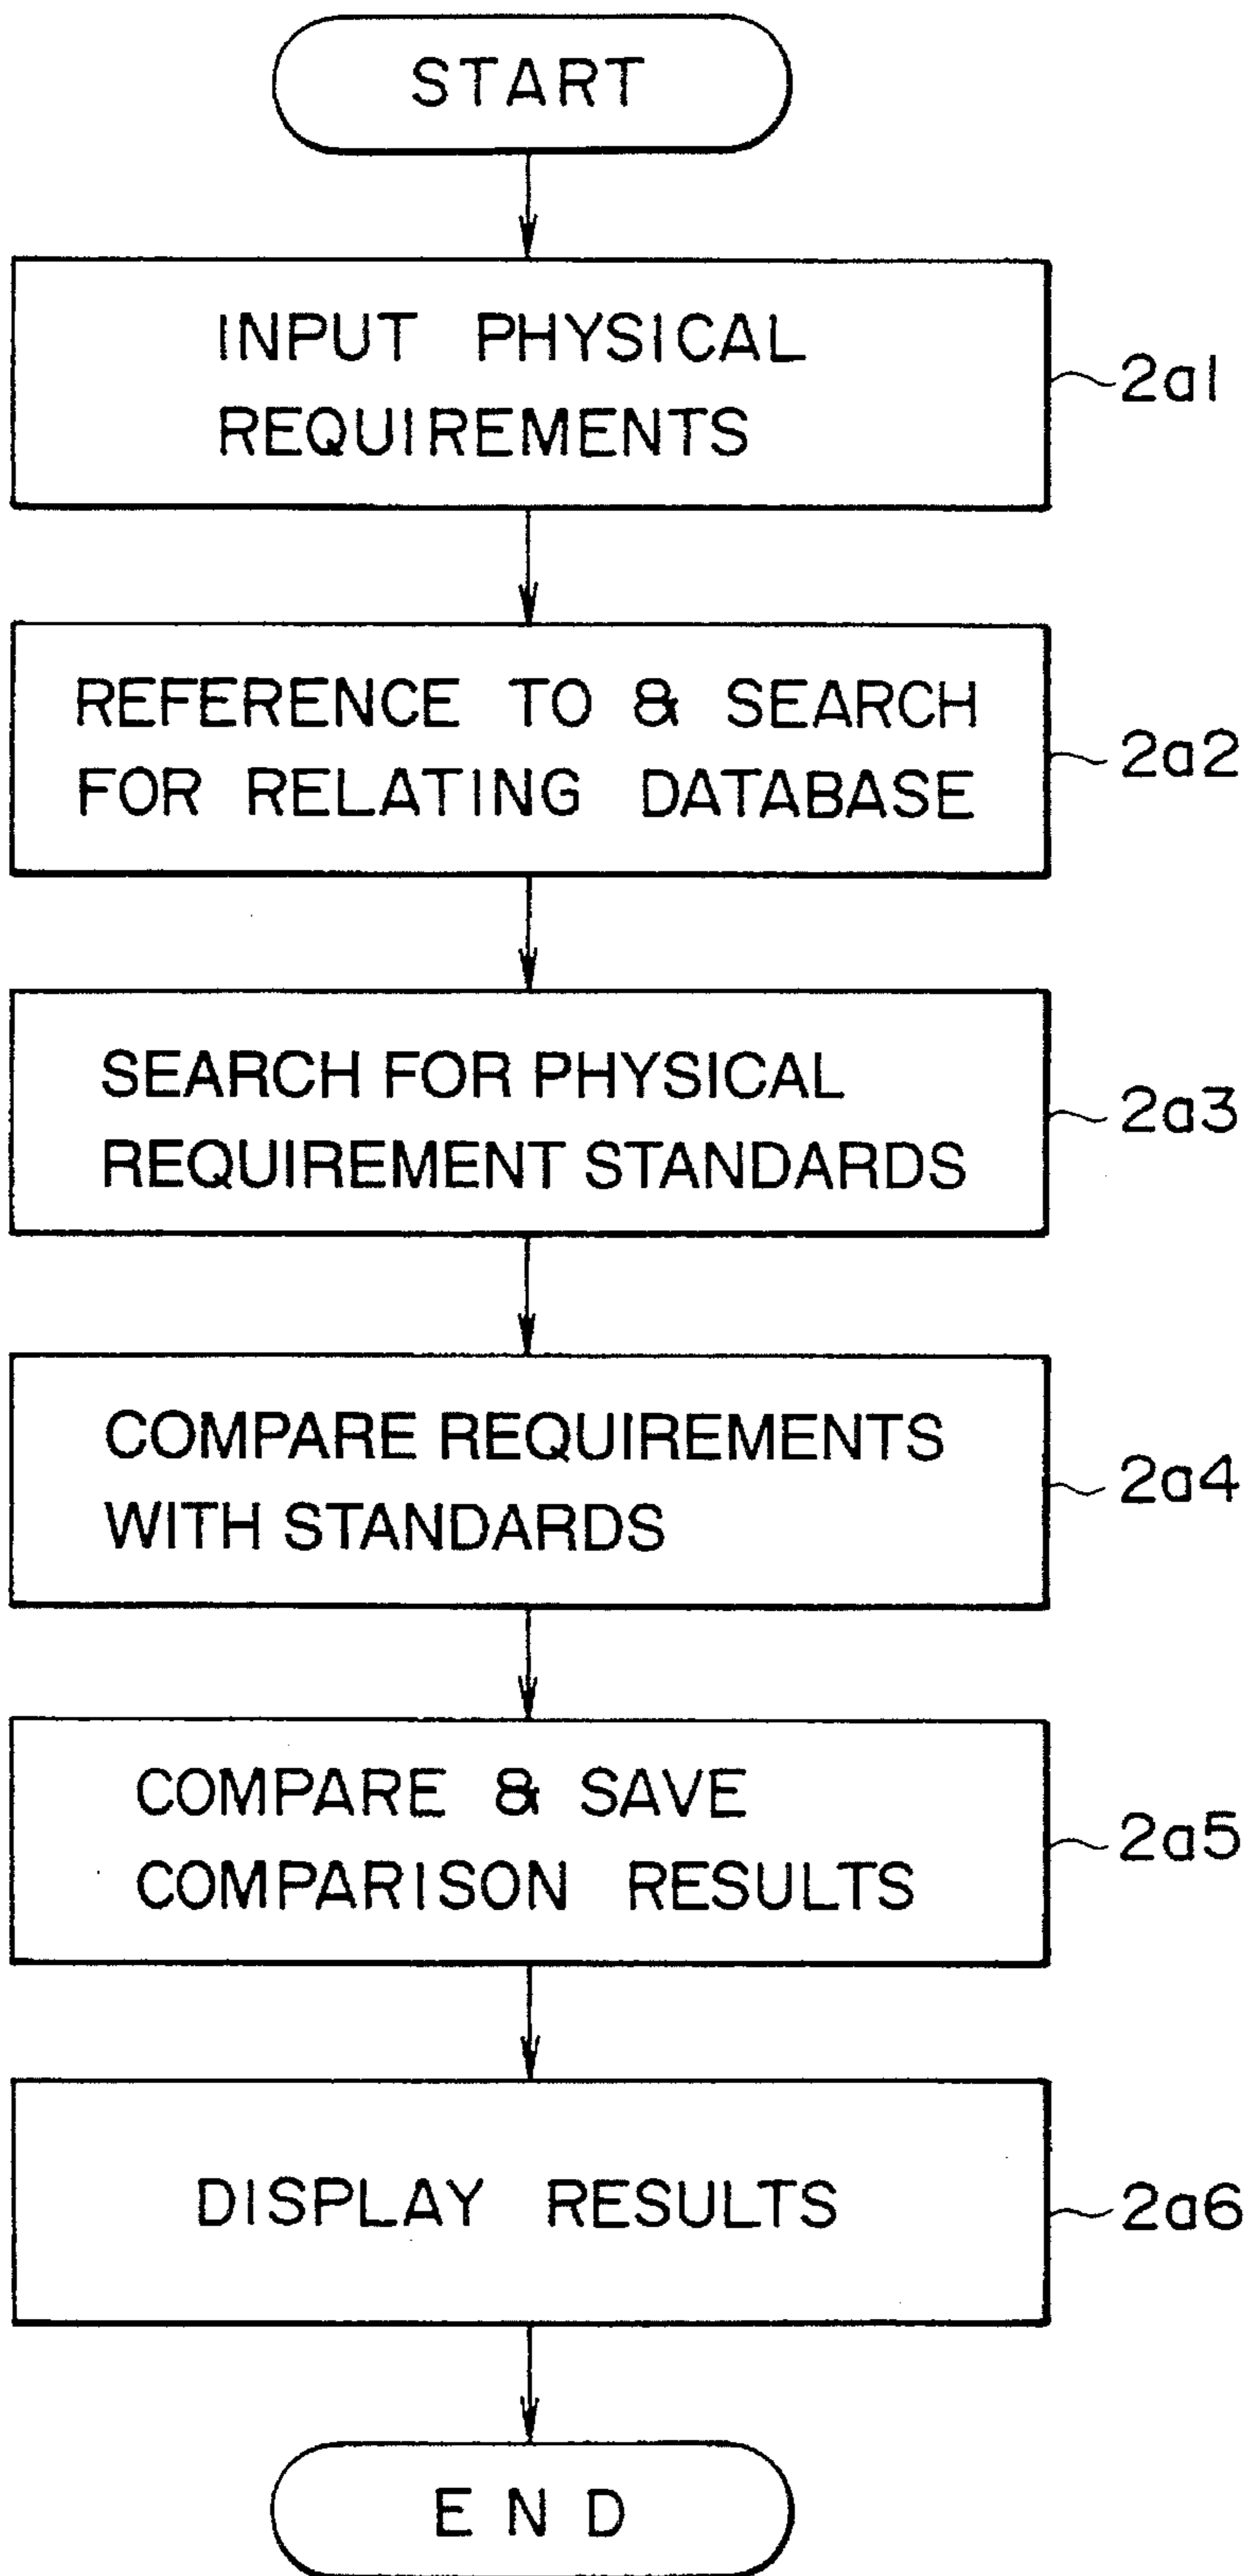 START
INPUT PHYSICAL
REQUIREMENTS
2a1
REFERENCE TO & SEARCH
FOR RELATING DATABASE
2a2
SEARCH FOR PHYSICAL
REQUIREMENT STANDARDS
2a3
COMPARE REQUIREMENTS
WITH STANDARDS
2a4
COMPARE & SAVE
COMPARISON RESULTS
2a5
DISPLAY RESULTS
2a6
END